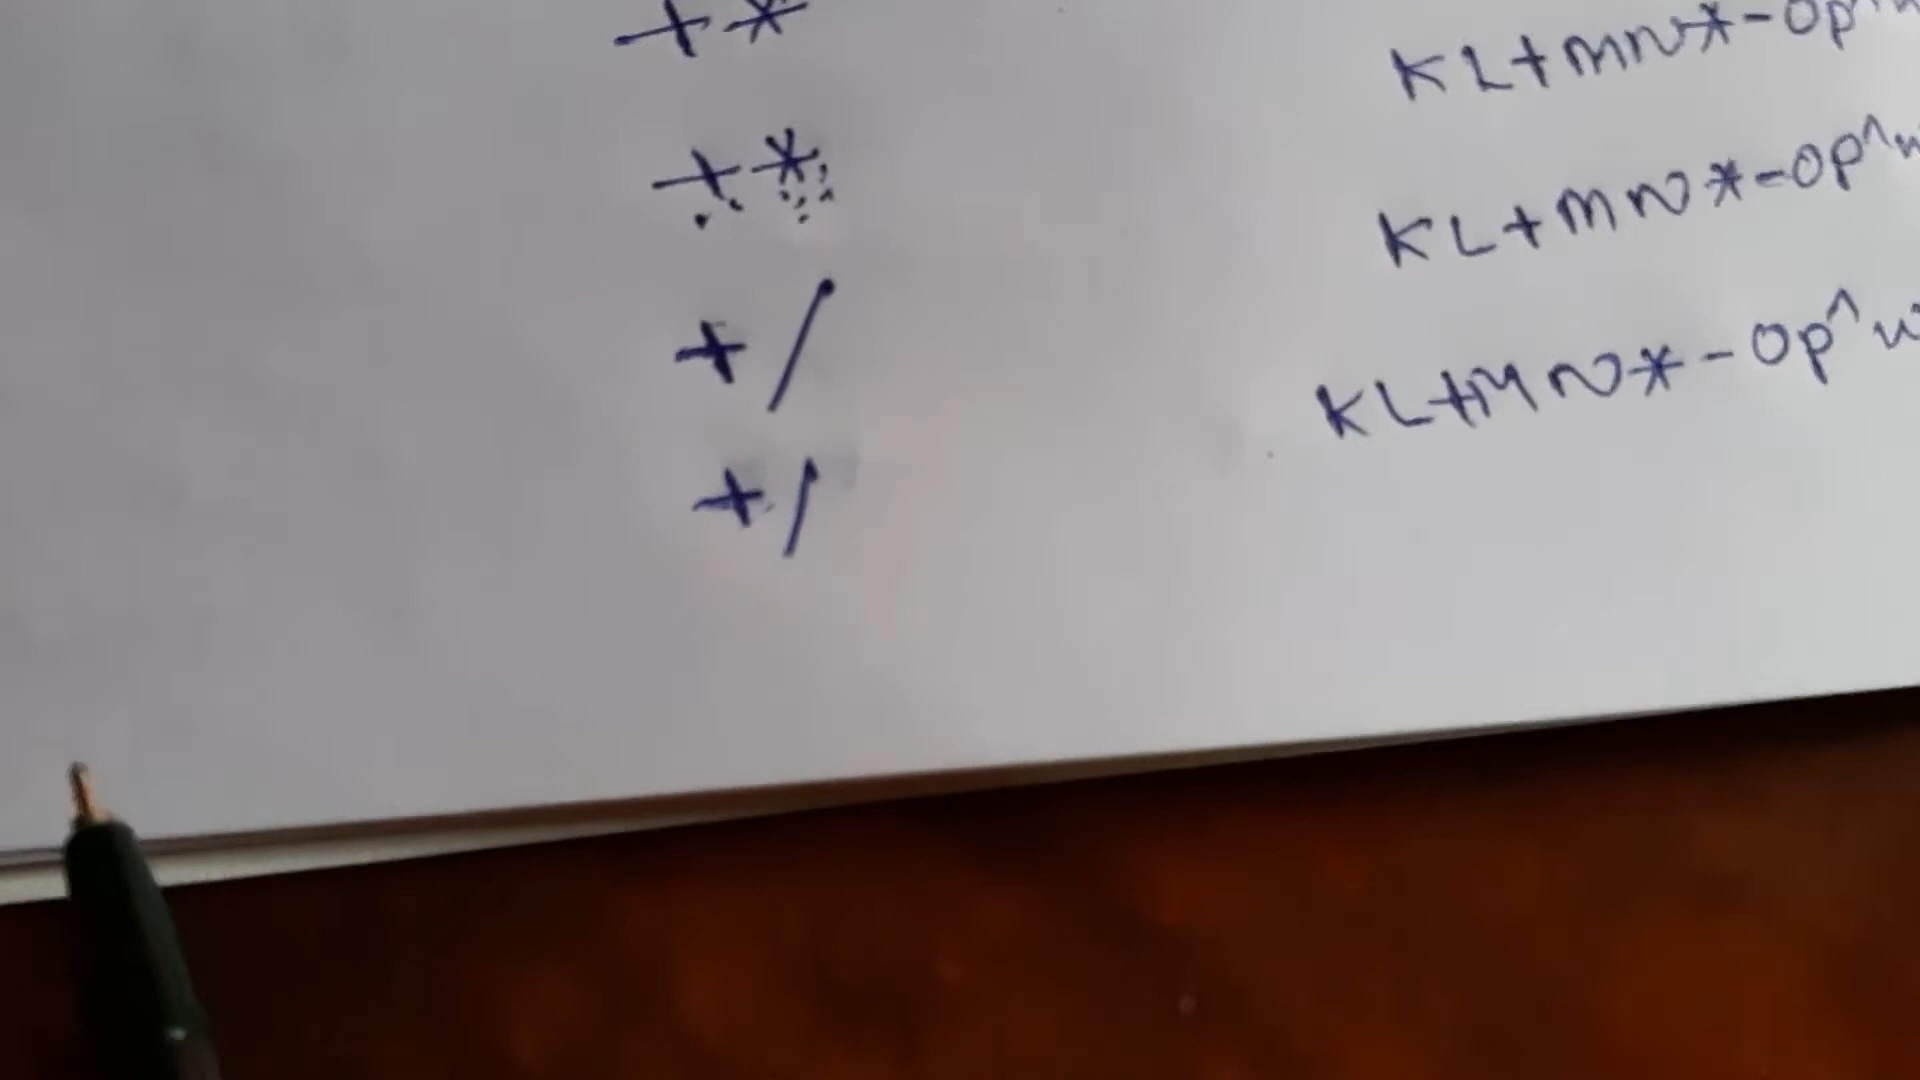 +* KL+MN*-OP^
+* KL+MN*-OP^W
+/ KL+MN*-OP^W
+/